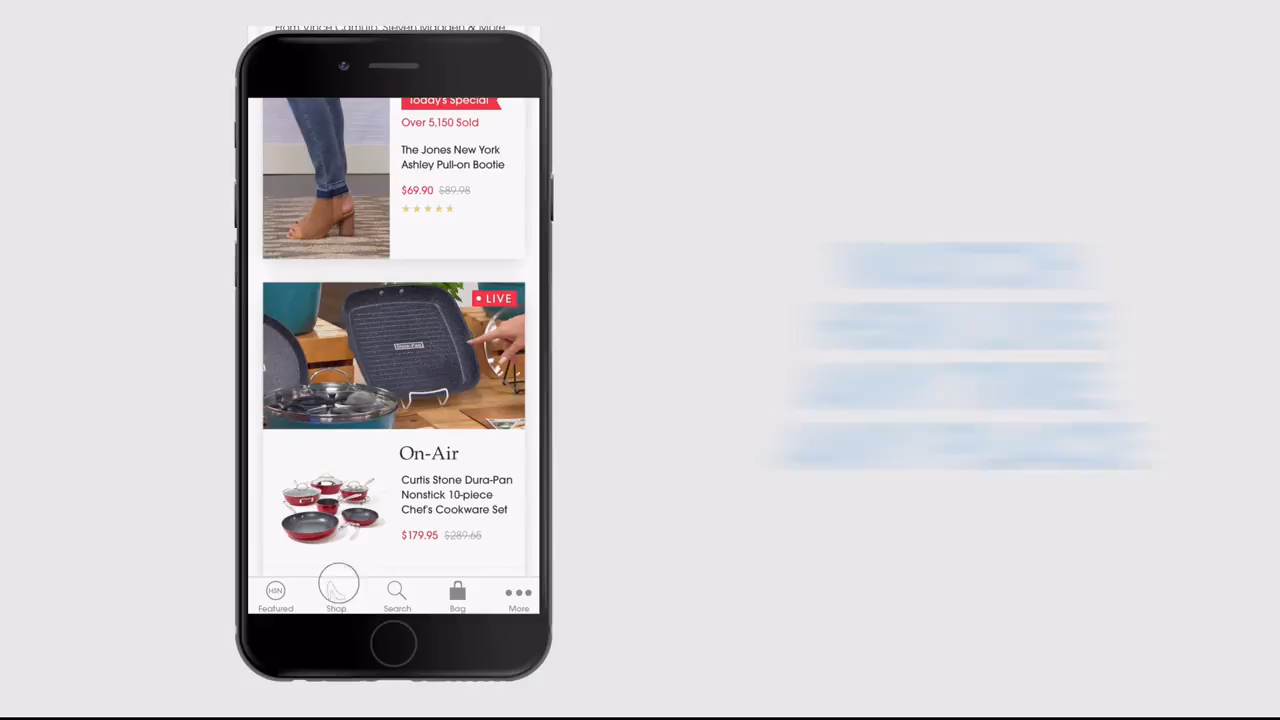 From Vince Camuto, Steven Madden & More
Today's Special
Over 5,150 Sold
The Jones New York
Ashley Pull-on Bootie
$69.90 $89.98
LIVE
On-Air
Curtis Stone Dura-Pan
Nonstick 10-piece
Chef's Cookware Set
$179.95 $289.65
HSN
Featured
Shop
Search
Bag
More